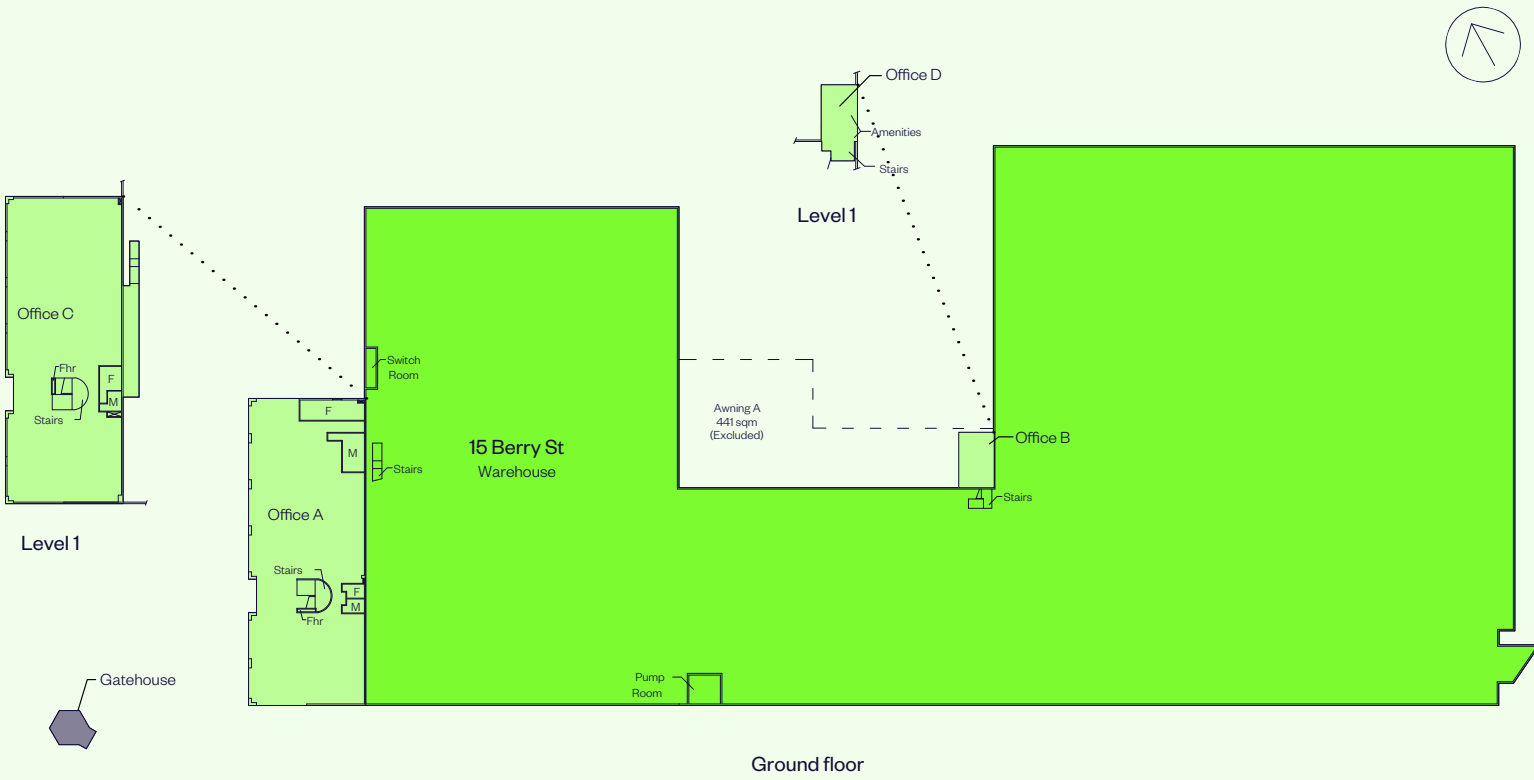 Office D
Amenities
Stairs
Level 1
Office C
Fhr
F
M
Stairs
Level 1
Switch
Room
F
M
Stairs
15 Berry St
Warehouse
Awning A
441 sqm
(Excluded)
Office B
Stairs
Office A
Stairs
F
M
Fhr
Pump
Room
Gatehouse
Ground floor